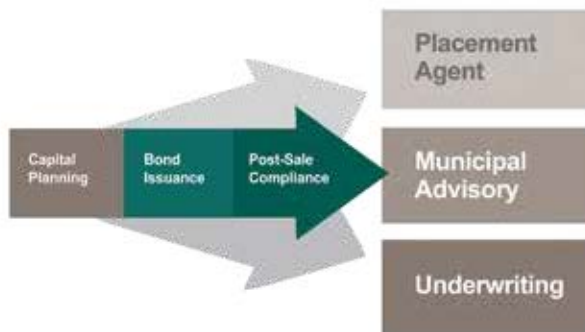 Capital
Planning
Bond
Issuance
Post-Sale
Compliance
Placement
Agent
Municipal
Advisory
Underwriting